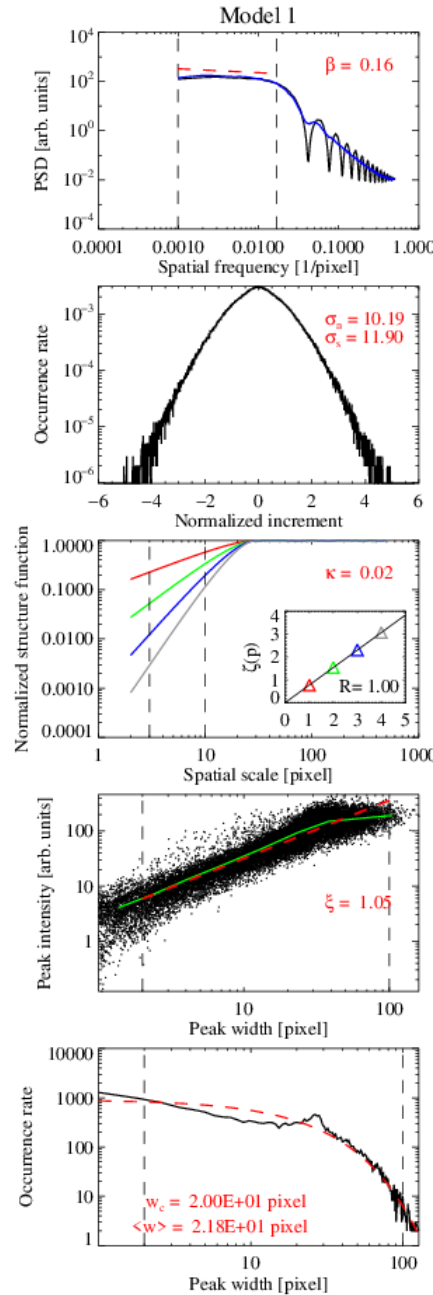 Model 1
PSD [arb. units]
10^4
10^2
10^0
10^-2
10^-4
β = 0.16
0.0001 0.0010 0.0100 0.1000 1.000
Spatial frequency [1/pixel]
Occurrence rate
10^-3
10^-4
10^-5
10^-6
σ_n = 10.19
σ_s = 11.90
−6 −4 −2 0 2 4 6
Normalized increment
Normalized structure function
1.0000
0.1000
0.0100
0.0010
0.0001
κ = 0.02
ζ(p)
4
3
2
1
0
R= 1.00
0 1 2 3 4 5
1 10 100 1000
Spatial scale [pixel]
Peak intensity [arb. units]
100
10
1
ξ = 1.05
10 100
Peak width [pixel]
Occurrence rate
10000
1000
100
10
1
w_c = 2.00E+01 pixel
<w> = 2.18E+01 pixel
10 100
Peak width [pixel]